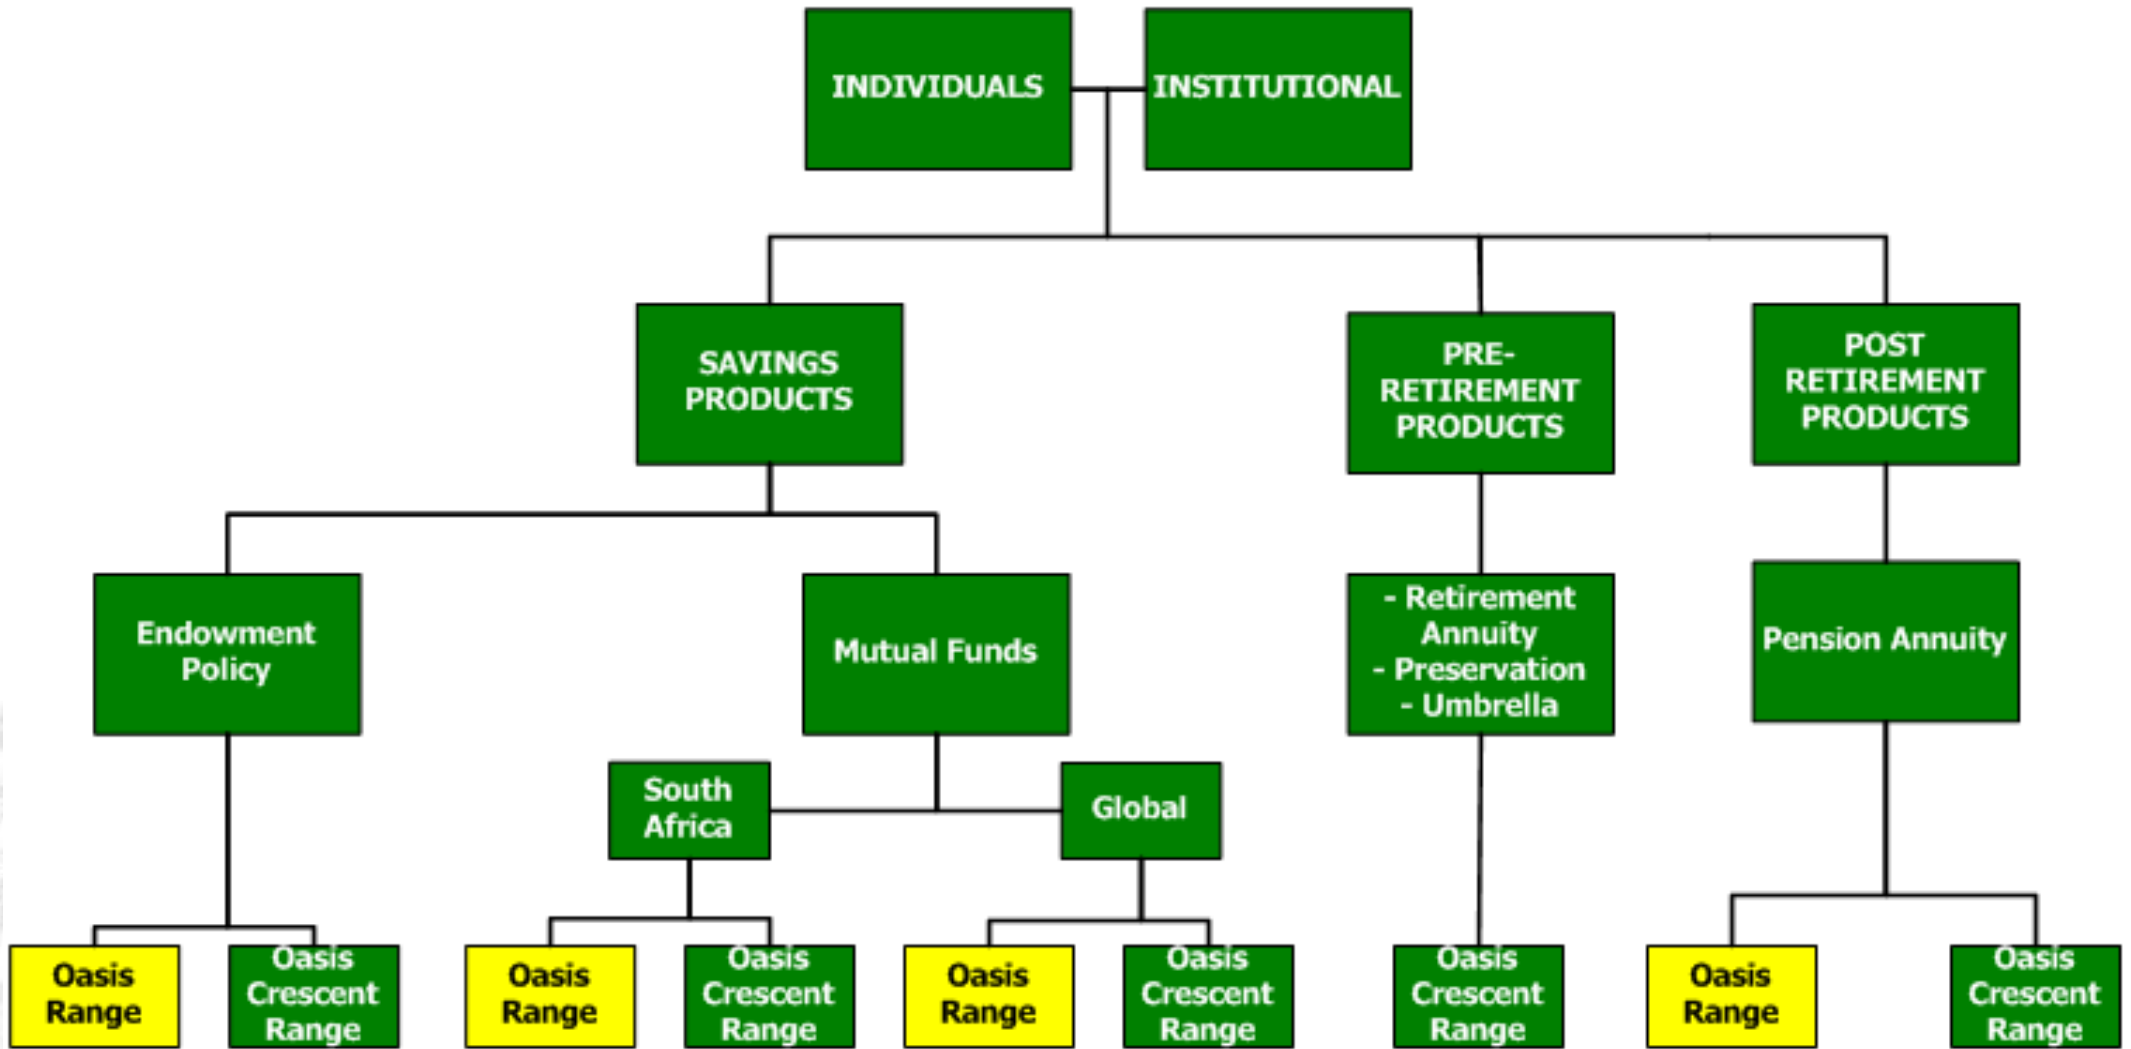 INDIVIDUALS
INSTITUTIONAL
SAVINGS
PRODUCTS
PRE-
RETIREMENT
PRODUCTS
POST
RETIREMENT
PRODUCTS
Endowment
Policy
Mutual Funds
- Retirement
Annuity
- Preservation
- Umbrella
Pension Annuity
South
Africa
Global
Oasis
Range
Oasis
Crescent
Range
Oasis
Range
Oasis
Crescent
Range
Oasis
Range
Oasis
Crescent
Range
Oasis
Crescent
Range
Oasis
Range
Oasis
Crescent
Range